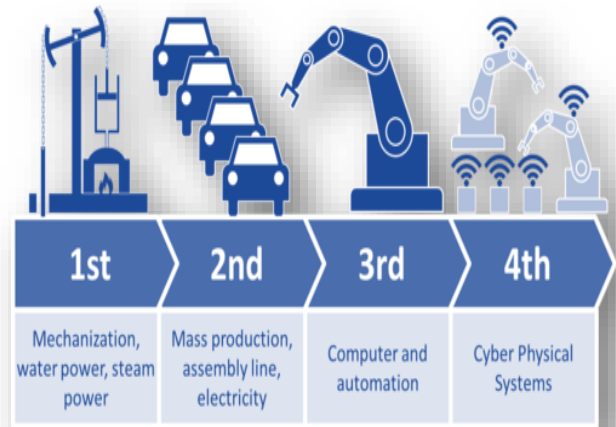 1st
2nd
3rd
4th
Mechanization,
water power, steam
power
Mass production,
assembly line,
electricity
Computer and
automation
Cyber Physical
Systems